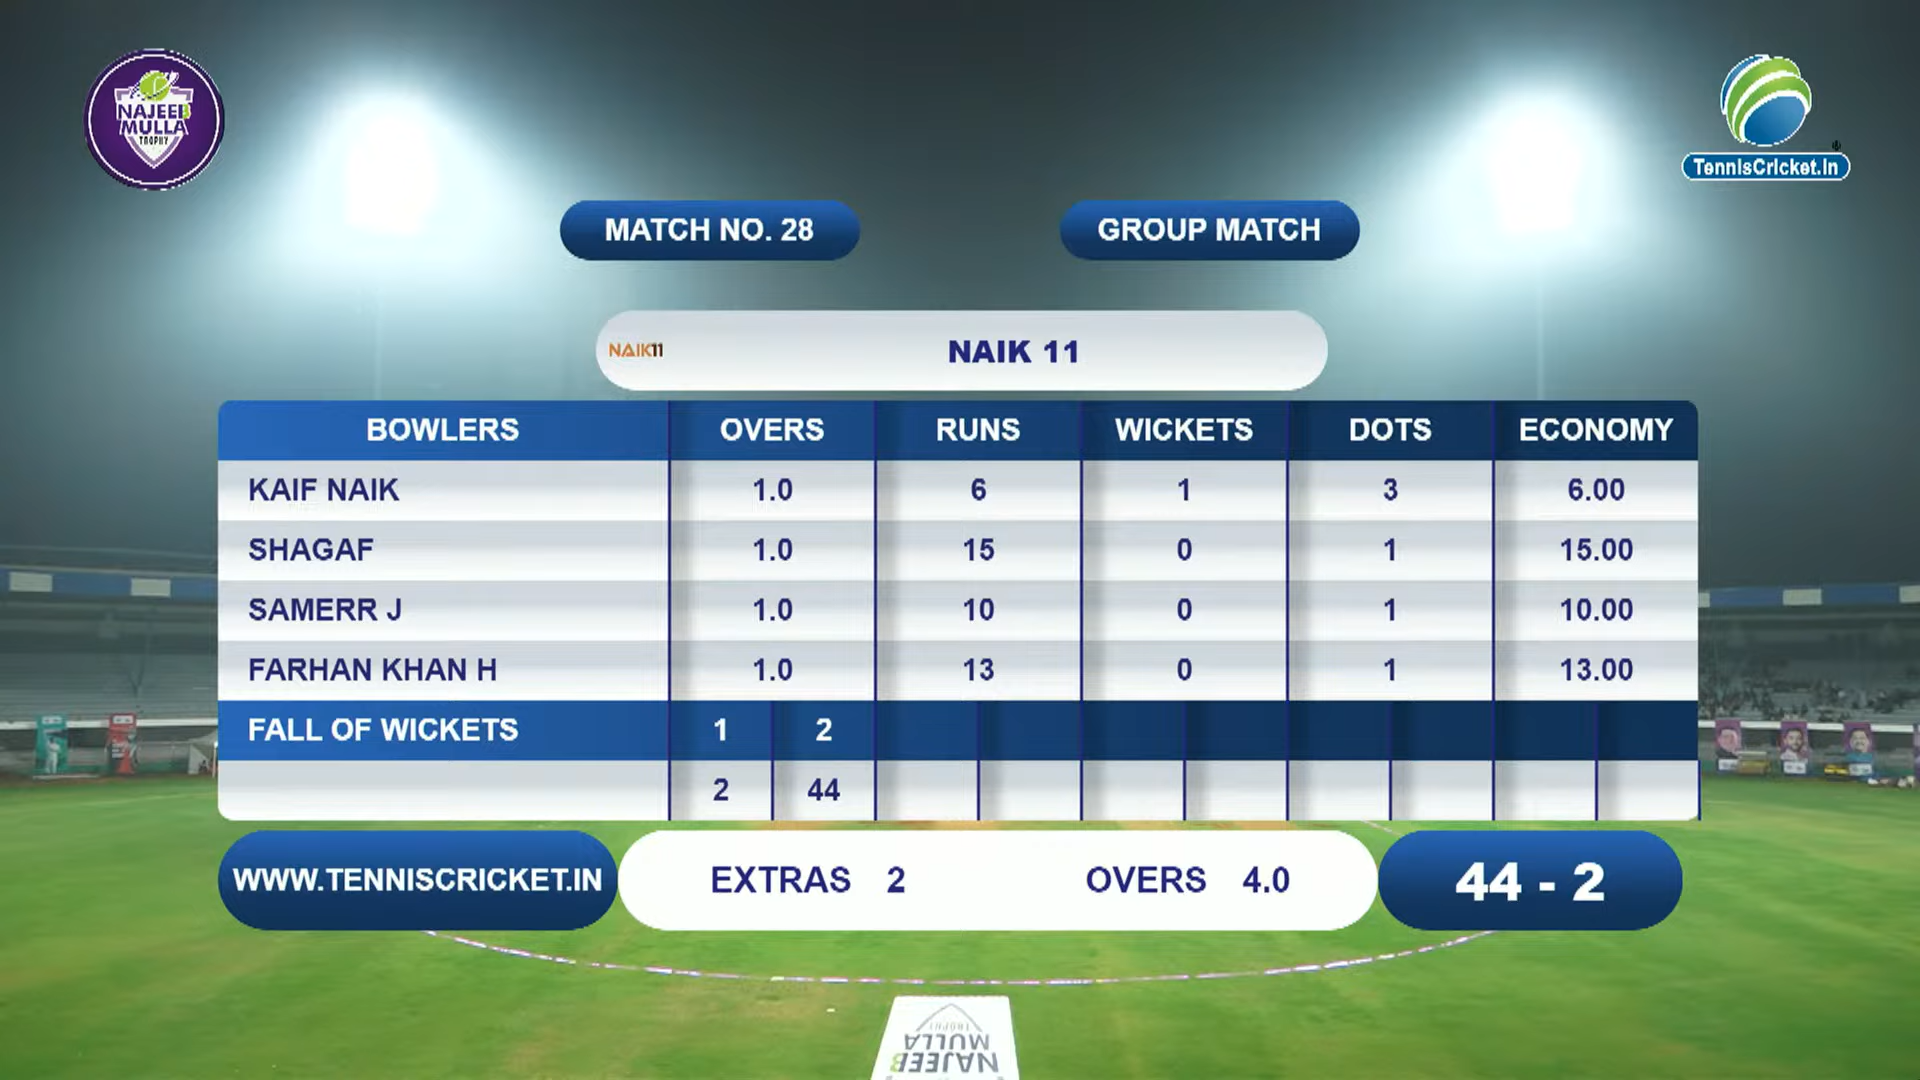 NAJEEB
MULLA
TROPHY
TennisCricket.in
MATCH NO. 28
GROUP MATCH
NAIK11
NAIK 11
BOWLERS OVERS RUNS WICKETS DOTS ECONOMY
KAIF NAIK 1.0 6 1 3 6.00
SHAGAF 1.0 15 0 1 15.00
SAMERR J 1.0 10 0 1 10.00
FARHAN KHAN H 1.0 13 0 1 13.00
FALL OF WICKETS 1 2
2 44
WWW.TENNISCRICKET.IN
EXTRAS 2 OVERS 4.0
44 - 2
NAJEEB
MULLA
TROPHY